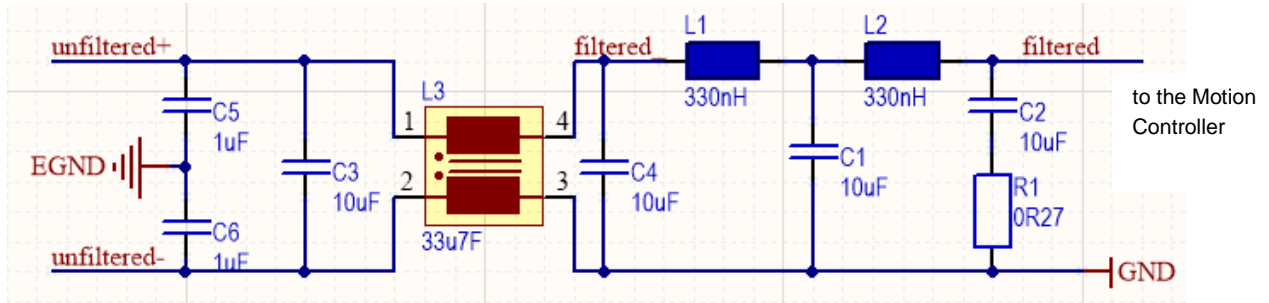 unfiltered+
filtered_
L1
L2
filtered
330nH
330nH
to the Motion
Controller
L3
C5
1uF
1
4
C2
10uF
EGND
C3
10uF
C4
10uF
C1
10uF
2
3
R1
0R27
C6
1uF
33u7F
unfiltered-
GND